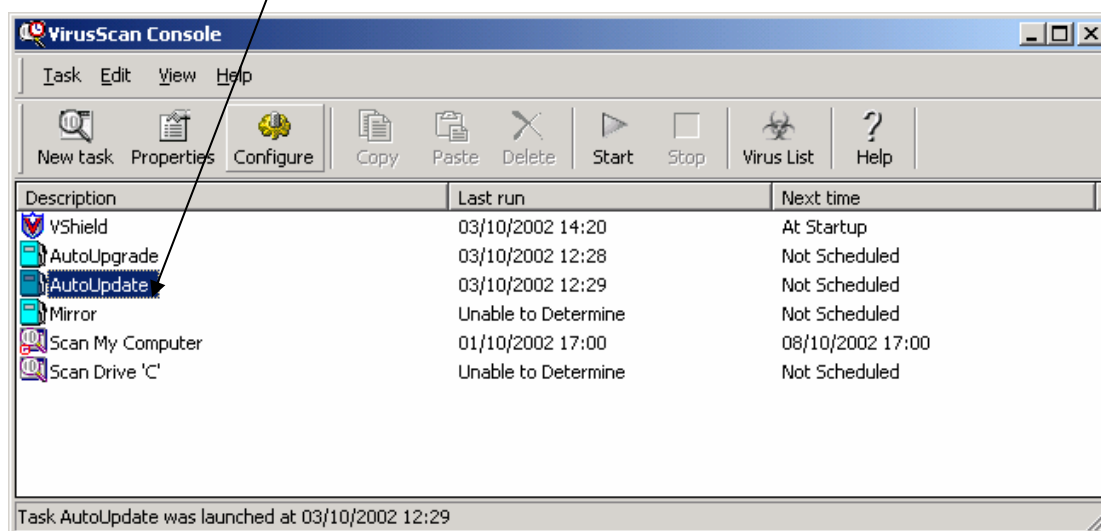 VirusScan Console
Task Edit View Help
New task Properties Configure Copy Paste Delete Start Stop Virus List Help
Description Last run Next time
VShield 03/10/2002 14:20 At Startup
AutoUpgrade 03/10/2002 12:28 Not Scheduled
AutoUpdate 03/10/2002 12:29 Not Scheduled
Mirror Unable to Determine Not Scheduled
Scan My Computer 01/10/2002 17:00 08/10/2002 17:00
Scan Drive 'C' Unable to Determine Not Scheduled
Task AutoUpdate was launched at 03/10/2002 12:29